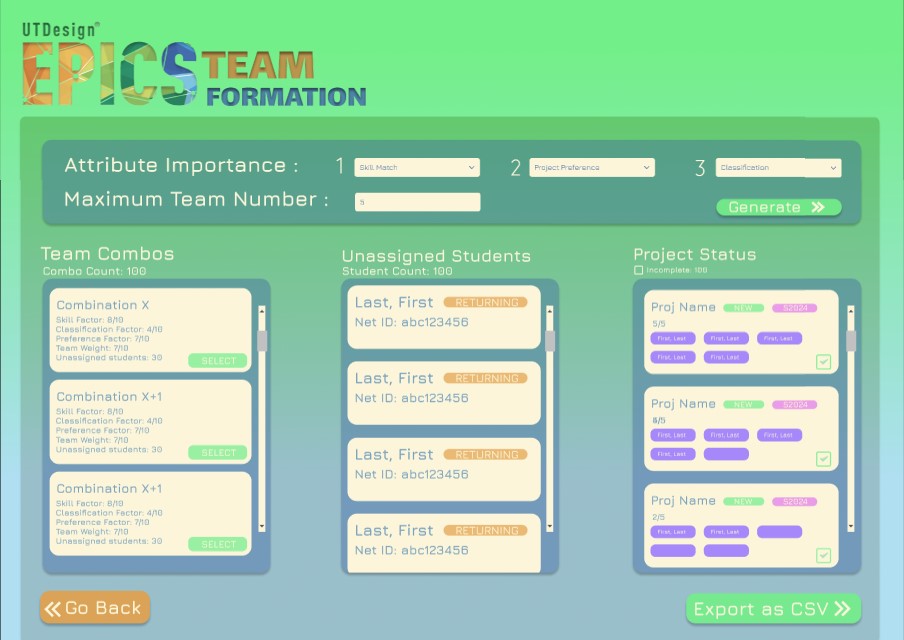 UTDesign®
EPICS TEAM
FORMATION
Attribute Importance : 1 Skill Match 2 Project Preference 3 Classification
Maximum Team Number : 5
Generate
Team Combos
Combo Count: 100
Combination X
Skill Factor: 8/10
Classification Factor: 4/10
Preference Factor: 7/10
Team Weight: 7/10
Unassigned students: 30
SELECT
Combination X+1
Skill Factor: 8/10
Classification Factor: 4/10
Preference Factor: 7/10
Team Weight: 7/10
Unassigned students: 30
SELECT
Combination X+1
Skill Factor: 8/10
Classification Factor: 4/10
Preference Factor: 7/10
Team Weight: 7/10
Unassigned students: 30
SELECT
Unassigned Students
Student Count: 100
Last, First RETURNING
Net ID: abc123456
Last, First RETURNING
Net ID: abc123456
Last, First RETURNING
Net ID: abc123456
Last, First RETURNING
Net ID: abc123456
Project Status
Incomplete: 100
Proj Name NEW S2024
5/5
First, Last First, Last First, Last
First, Last First, Last
Proj Name NEW S2024
/5
First, Last First, Last First, Last
First, Last
Proj Name NEW S2024
2/5
First, Last First, Last
Go Back
Export as CSV